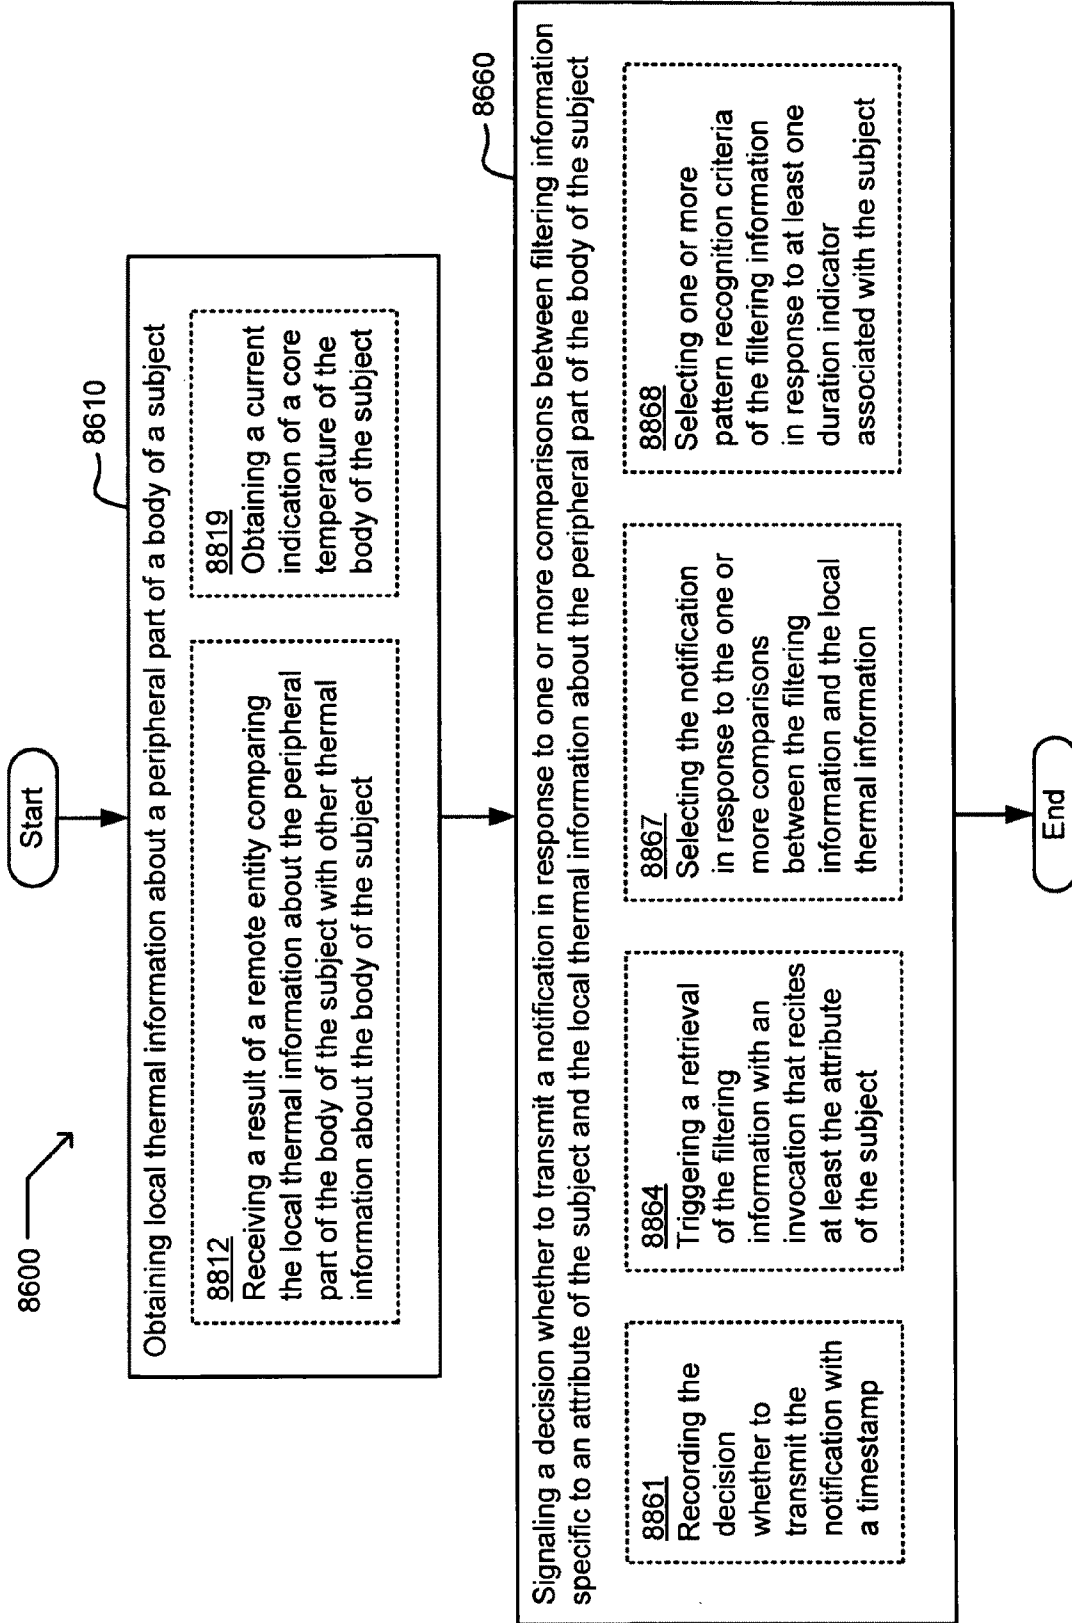 8600
Start
8610
Obtaining local thermal information about a peripheral part of a body of a subject
8812
Receiving a result of a remote entity comparing
the local thermal information about the peripheral
part of the body of the subject with other thermal
information about the body of the subject
8819
Obtaining a current
indication of a core
temperature of the
body of the subject
8660
Signaling a decision whether to transmit a notification in response to one or more comparisons between filtering information
specific to an attribute of the subject and the local thermal information about the peripheral part of the body of the subject
8861
Recording the
decision
whether to
transmit the
notification with
a timestamp
8864
Triggering a retrieval
of the filtering
information with an
invocation that recites
at least the attribute
of the subject
8867
Selecting the notification
in response to the one or
more comparisons
between the filtering
information and the local
thermal information
8868
Selecting one or more
pattern recognition criteria
of the filtering information
in response to at least one
duration indicator
associated with the subject
End